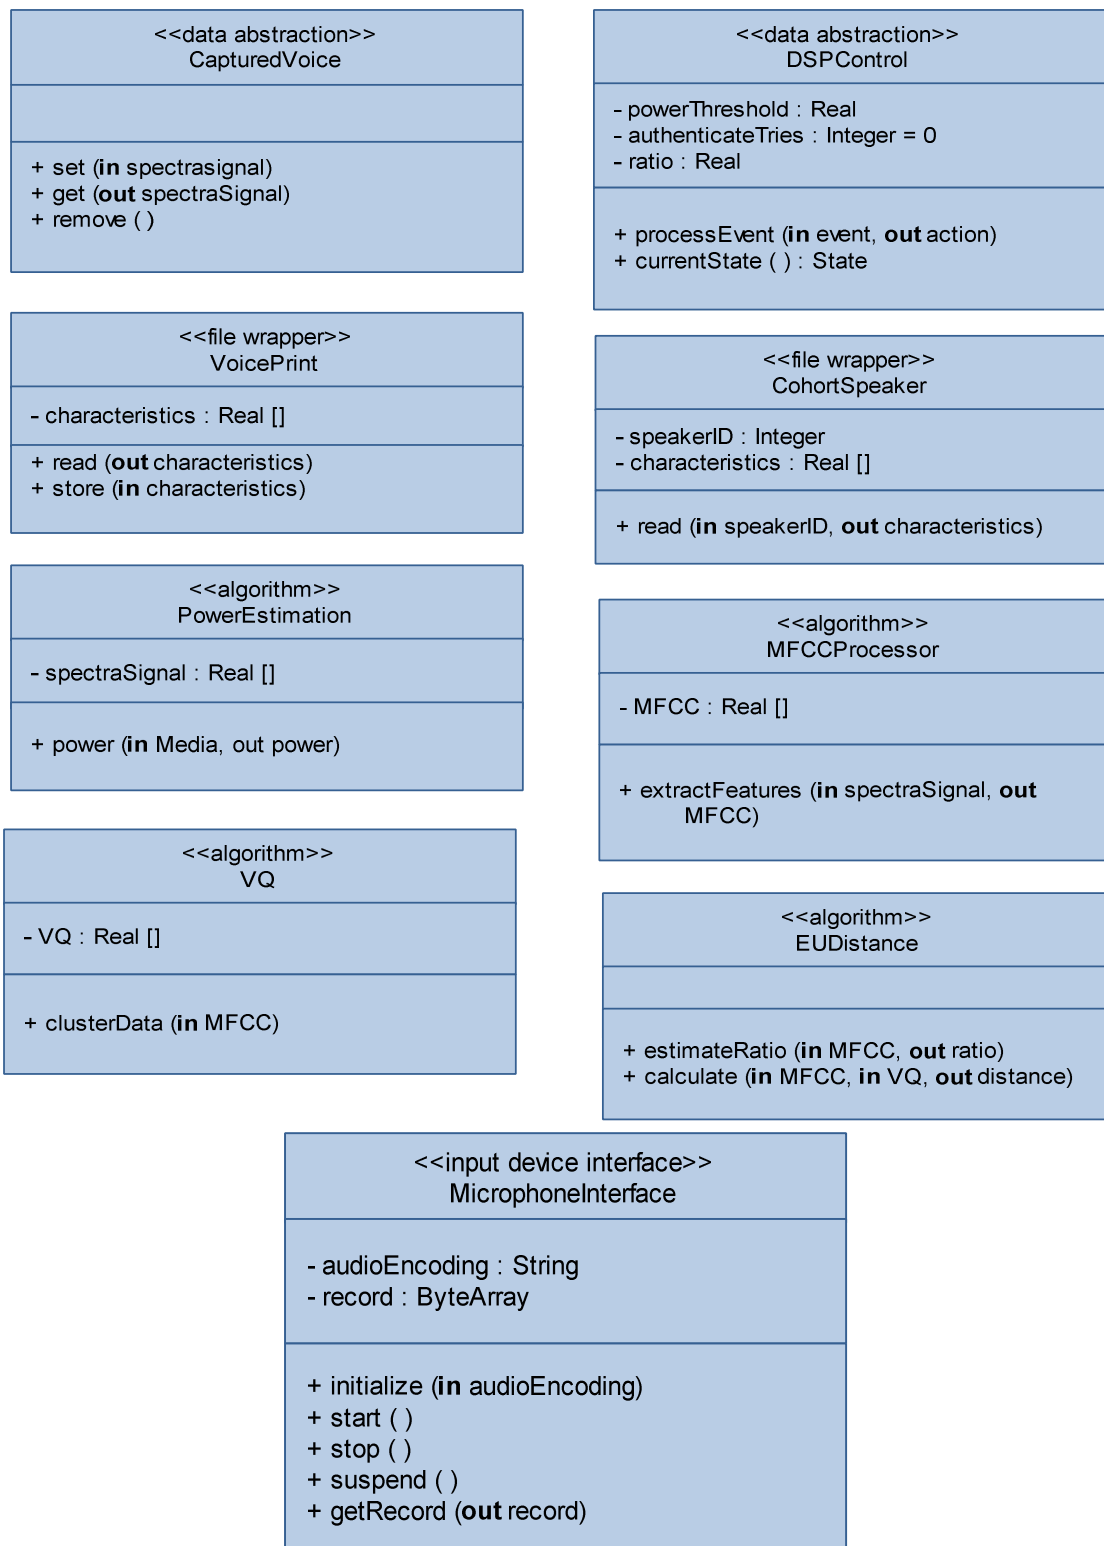 <<data abstraction>>
CapturedVoice
+ set (in spectrasignal)
+ get (out spectraSignal)
+ remove ( )
<<data abstraction>>
DSPControl
- powerThreshold : Real
- authenticateTries : Integer = 0
- ratio : Real
+ processEvent (in event, out action)
+ currentState ( ) : State
<<file wrapper>>
VoicePrint
- characteristics : Real []
+ read (out characteristics)
+ store (in characteristics)
<<file wrapper>>
CohortSpeaker
- speakerID : Integer
- characteristics : Real []
+ read (in speakerID, out characteristics)
<<algorithm>>
PowerEstimation
- spectraSignal : Real []
+ power (in Media, out power)
<<algorithm>>
MFCCProcessor
- MFCC : Real []
+ extractFeatures (in spectraSignal, out
MFCC)
<<algorithm>>
VQ
- VQ : Real []
+ clusterData (in MFCC)
<<algorithm>>
EUDistance
+ estimateRatio (in MFCC, out ratio)
+ calculate (in MFCC, in VQ, out distance)
<<input device interface>>
MicrophoneInterface
- audioEncoding : String
- record : ByteArray
+ initialize (in audioEncoding)
+ start ( )
+ stop ( )
+ suspend ( )
+ getRecord (out record)